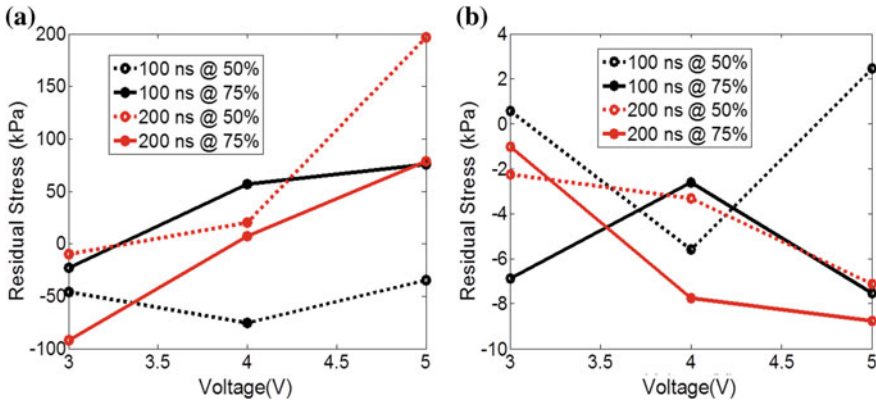 (a)
200
150
100
50
0
-50
-100
3
3.5
4
4.5
5
Residual Stress (kPa)
Voltage(V)
100 ns @ 50%
100 ns @ 75%
200 ns @ 50%
200 ns @ 75%
(b)
4
2
0
-2
-4
-6
-8
-10
3
3.5
4
4.5
5
Residual Stress (kPa)
Voltage(V)
100 ns @ 50%
100 ns @ 75%
200 ns @ 50%
200 ns @ 75%